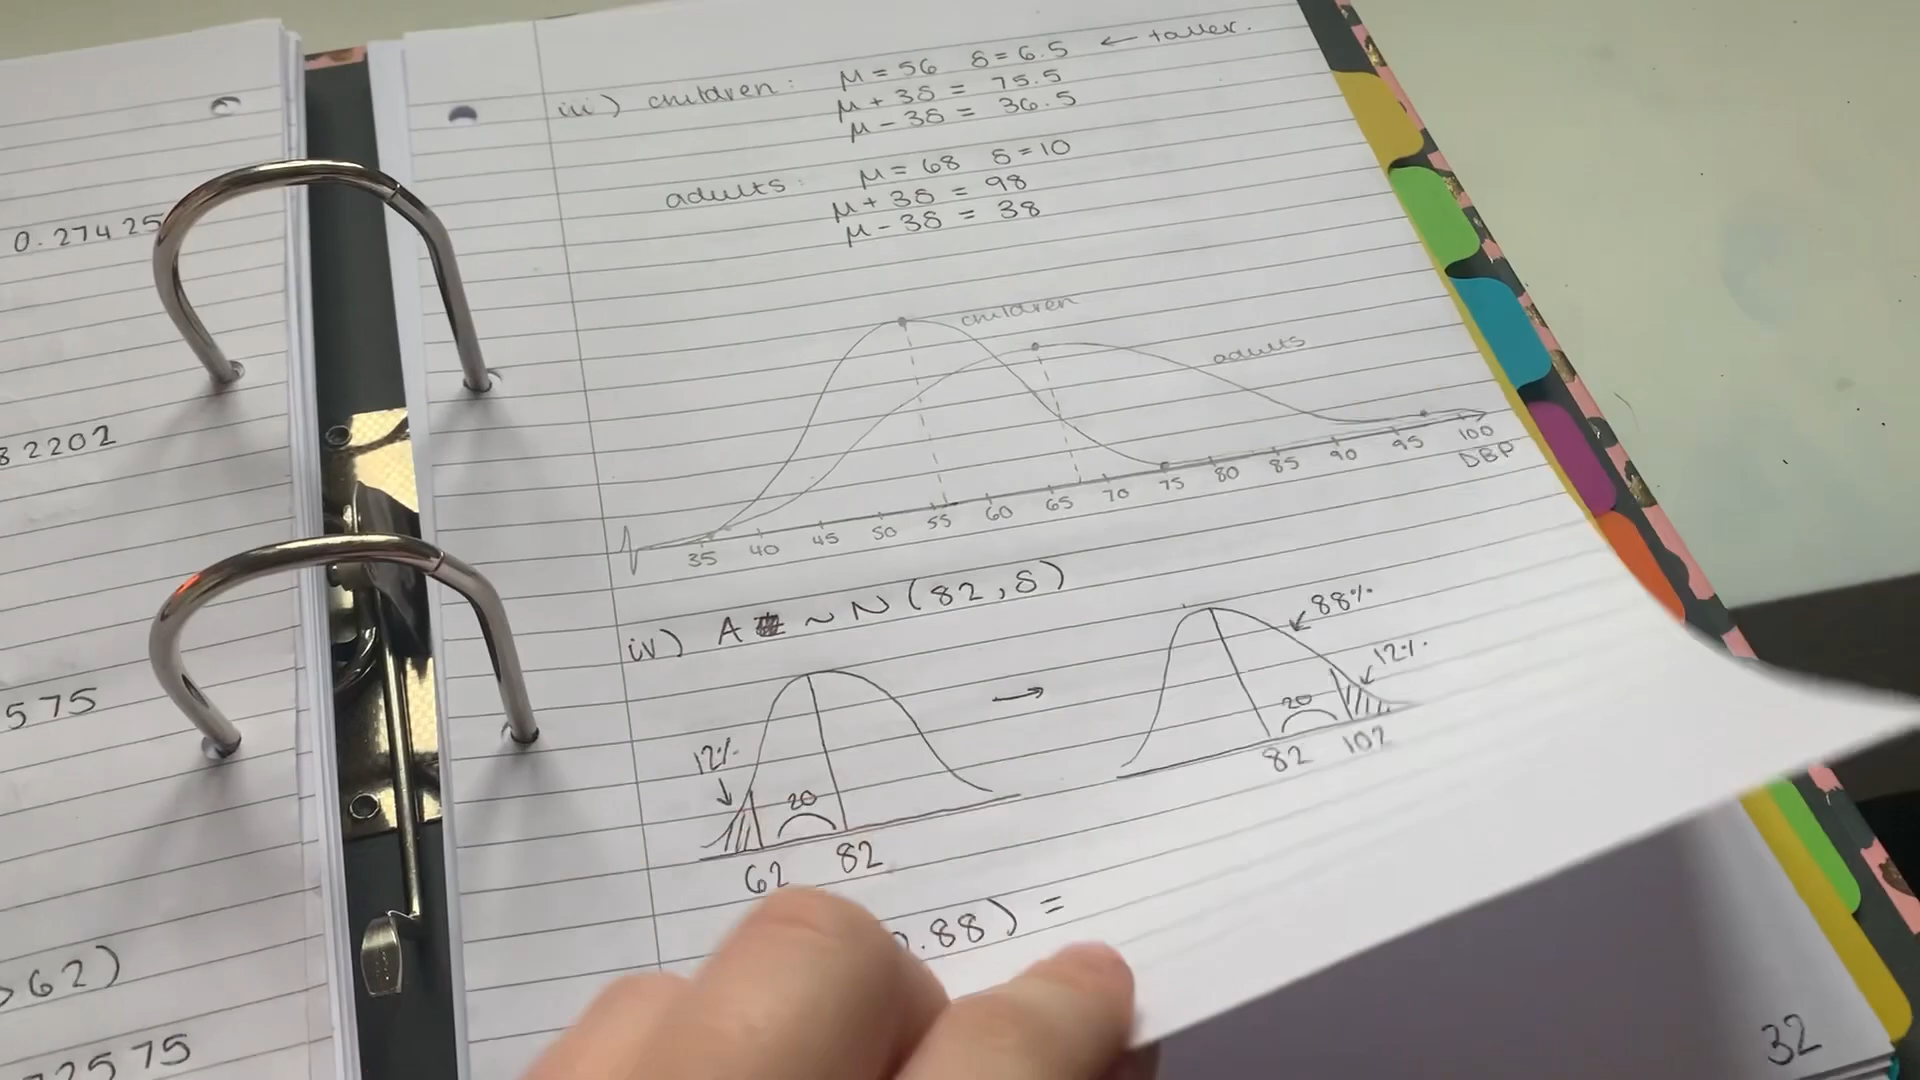 0.27425
82202
575
>62)
72575
iii) children: μ = 56 δ = 6.5 ← taller.
μ + 3δ = 75.5
μ - 3δ = 36.5
adults: μ = 68 δ = 10
μ + 3δ = 98
μ - 3δ = 38
children
adults
35 40 45 50 55 60 65 70 75 80 85 90 95 100
DBP
iv) A ~ N (82, δ)
12%
20
62 82
→
88%
12%
20
82 102
0.88) =
32